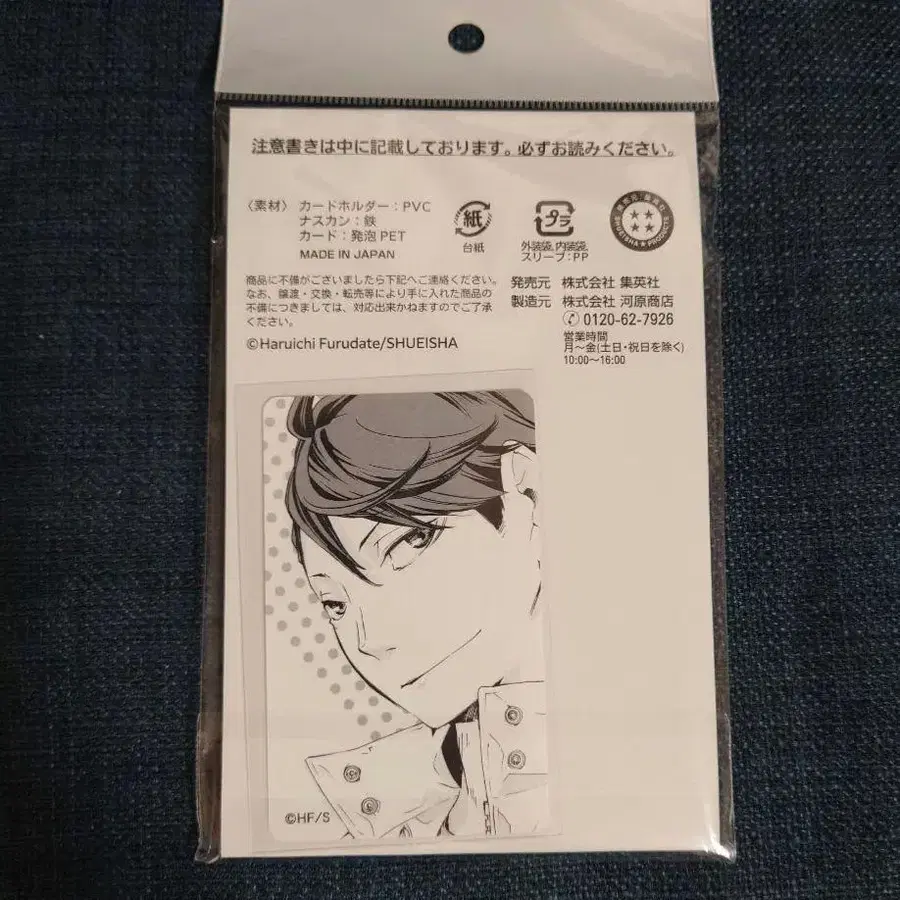 注意書きは中に記載しております。必ずお読みください。
〈素材〉 カードホルダー：PVC
ナスカン：鉄
カード：発泡PET
MADE IN JAPAN
紙
台紙
プラ
外装袋、内装袋、
スリーブ：PP
SHUEISHA PRODUCT
商品に不備がございましたら下記へご連絡ください。
なお、譲渡・交換・転売等により手に入れた商品の
不備につきましては、対応出来かねますのでご了承
ください。
©Haruichi Furudate/SHUEISHA
発売元 株式会社 集英社
製造元 株式会社 河原商店
0120-62-7926
営業時間
月〜金(土日・祝日を除く)
10:00〜16:00
©HF/S